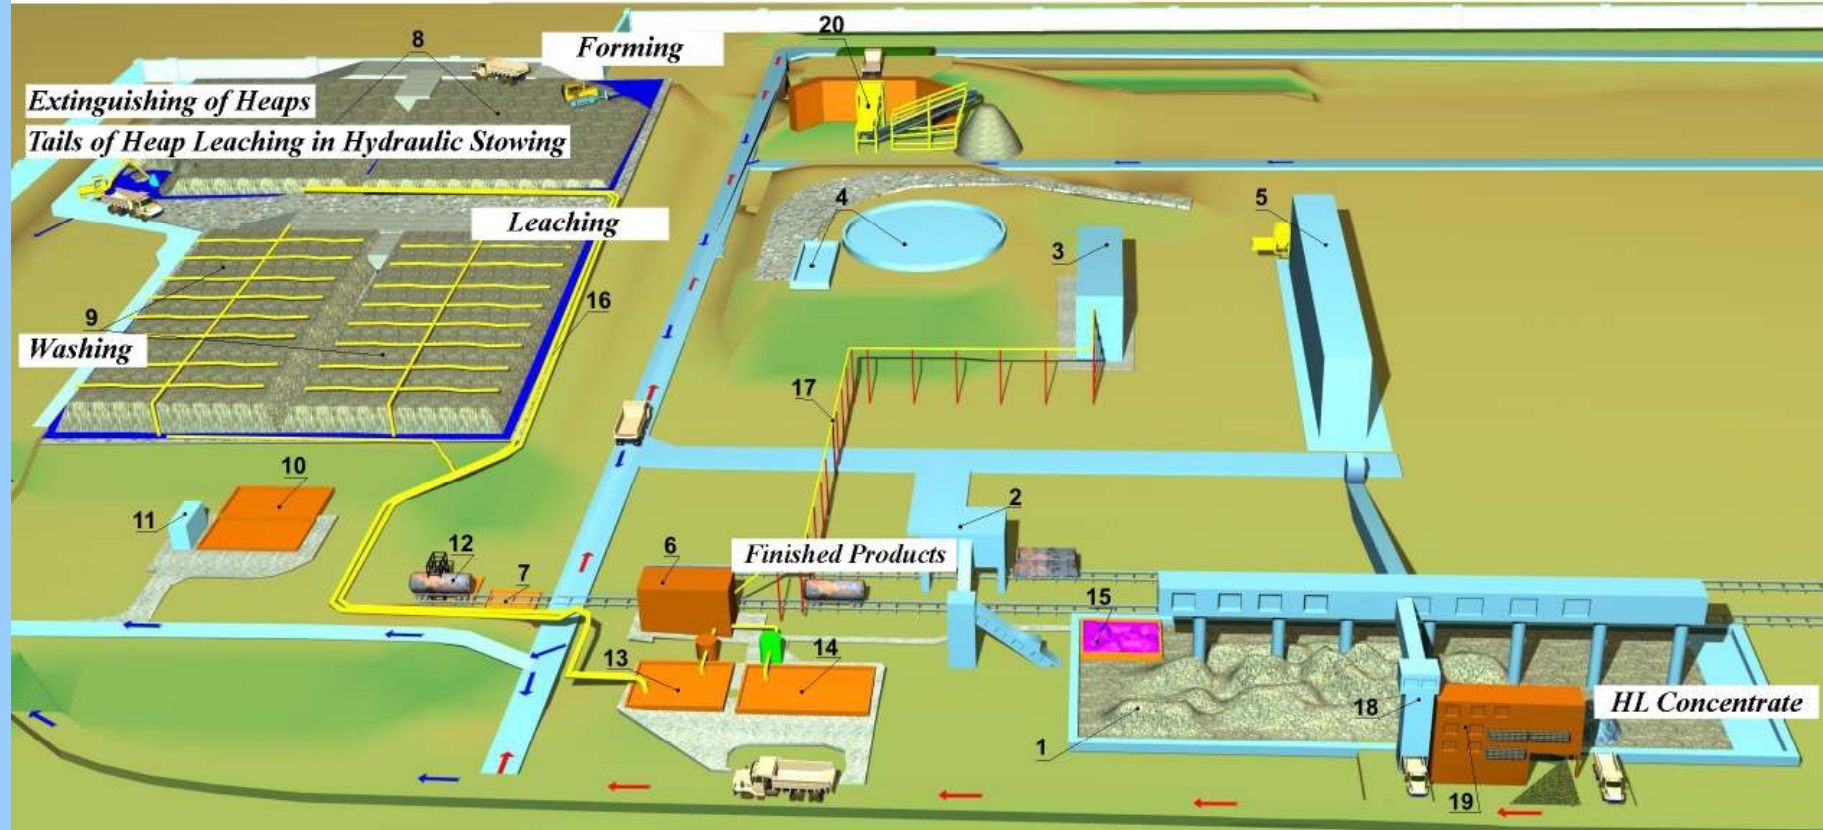 20
8
Forming
Extinguishing of Heaps
Tails of Heap Leaching in Hydraulic Stowing
4
5
Leaching
3
16
9
Washing
17
10
11
2
12
6
Finished Products
7
15
13
14
18
HL Concentrate
1
19